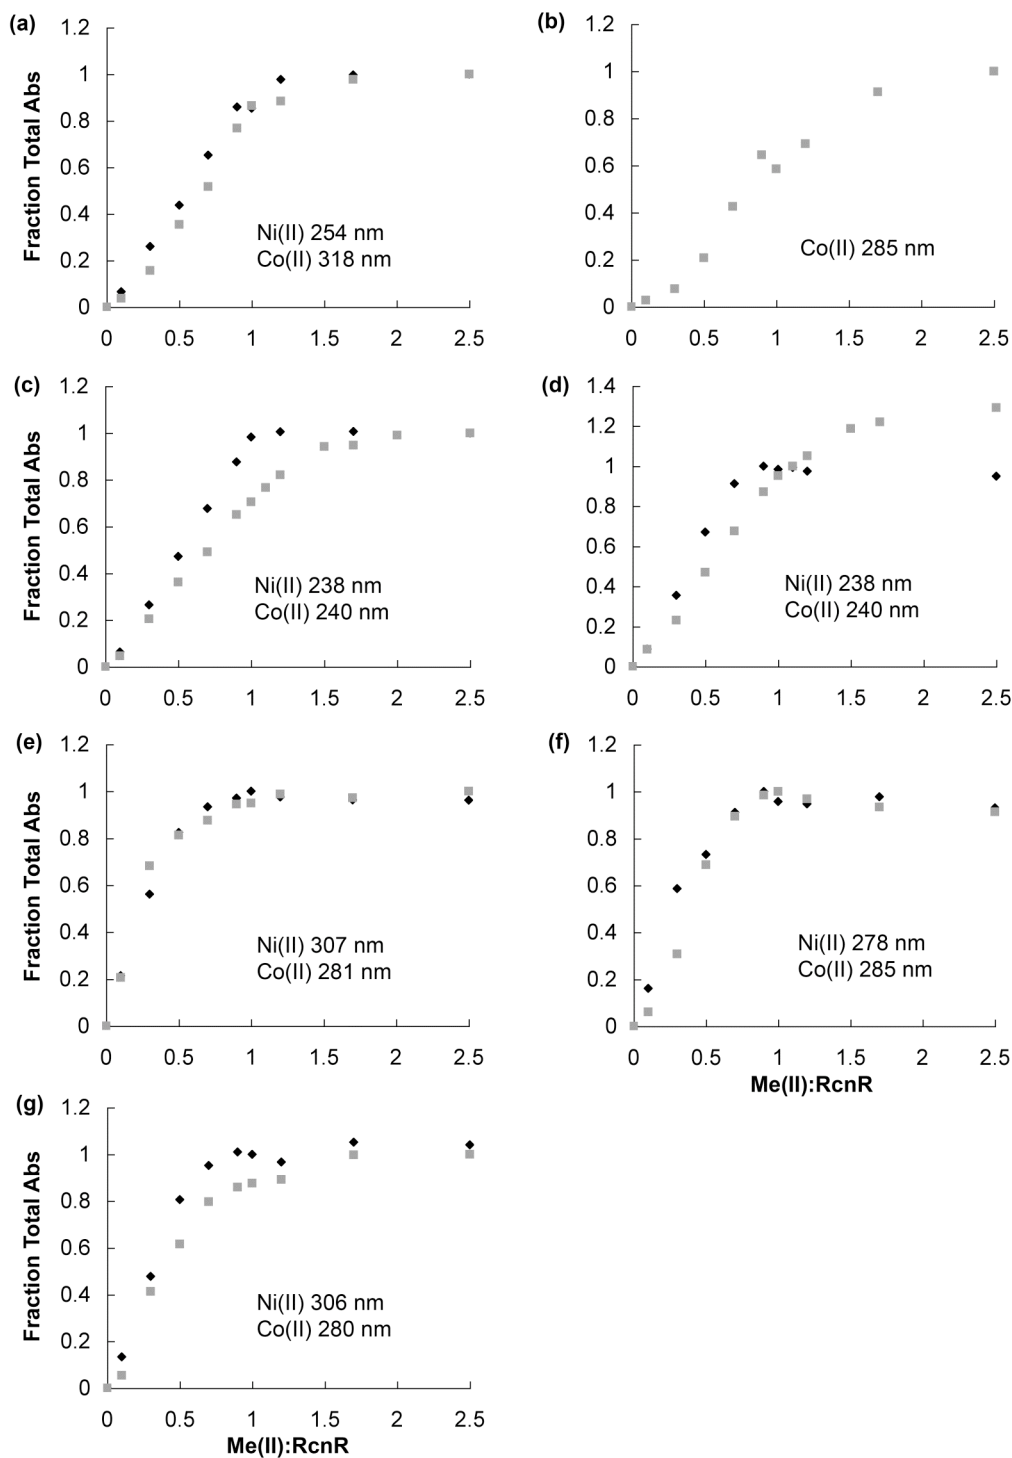 (a)
1.2
1
0.8
0.6
0.4
0.2
0
Fraction Total Abs
Ni(II) 254 nm
Co(II) 318 nm
0 0.5 1 1.5 2 2.5
(b)
1.2
1
0.8
0.6
0.4
0.2
0
Co(II) 285 nm
0 0.5 1 1.5 2 2.5
(c)
1.2
1
0.8
0.6
0.4
0.2
0
Fraction Total Abs
Ni(II) 238 nm
Co(II) 240 nm
0 0.5 1 1.5 2 2.5
(d)
1.4
1.2
1
0.8
0.6
0.4
0.2
0
Ni(II) 238 nm
Co(II) 240 nm
0 0.5 1 1.5 2 2.5
(e)
1.2
1
0.8
0.6
0.4
0.2
0
Fraction Total Abs
Ni(II) 307 nm
Co(II) 281 nm
0 0.5 1 1.5 2 2.5
(f)
1.2
1
0.8
0.6
0.4
0.2
0
Ni(II) 278 nm
Co(II) 285 nm
0 0.5 1 1.5 2 2.5
Me(II):RcnR
(g)
1.2
1
0.8
0.6
0.4
0.2
0
Fraction Total Abs
Ni(II) 306 nm
Co(II) 280 nm
0 0.5 1 1.5 2 2.5
Me(II):RcnR